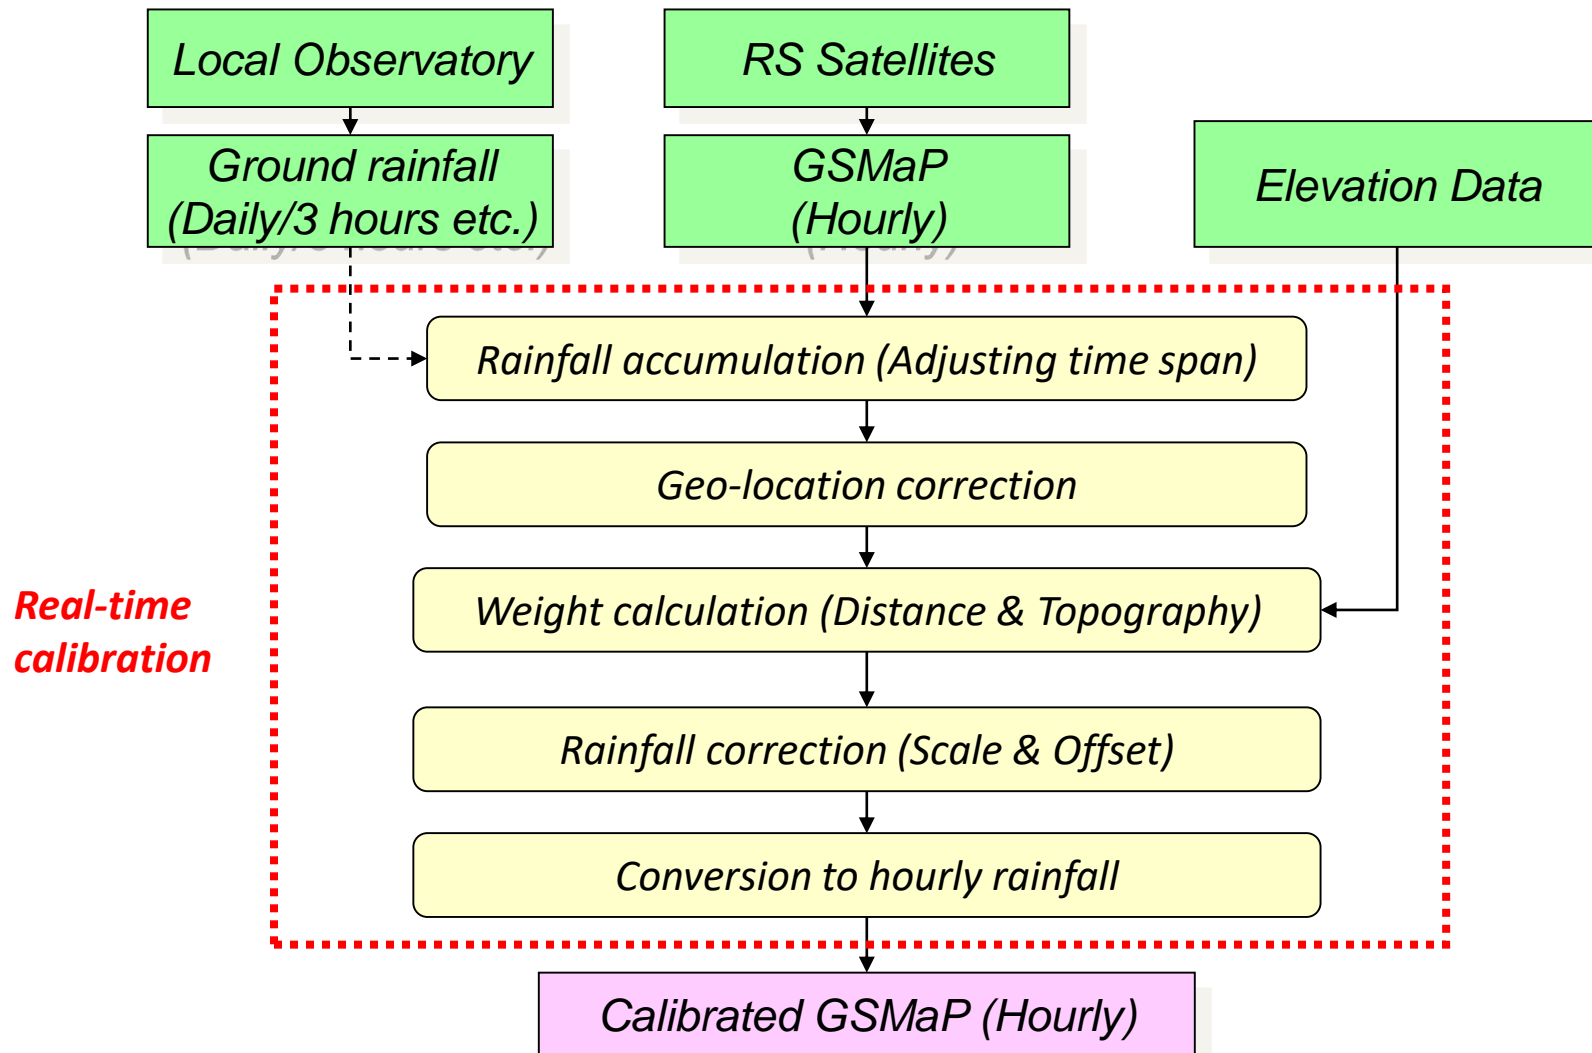 Local Observatory
RS Satellites
Ground rainfall
(Daily/3 hours etc.)
GSMaP
(Hourly)
Elevation Data
Rainfall accumulation (Adjusting time span)
Geo-location correction
Weight calculation (Distance & Topography)
Real-time
calibration
Rainfall correction (Scale & Offset)
Conversion to hourly rainfall
Calibrated GSMaP (Hourly)